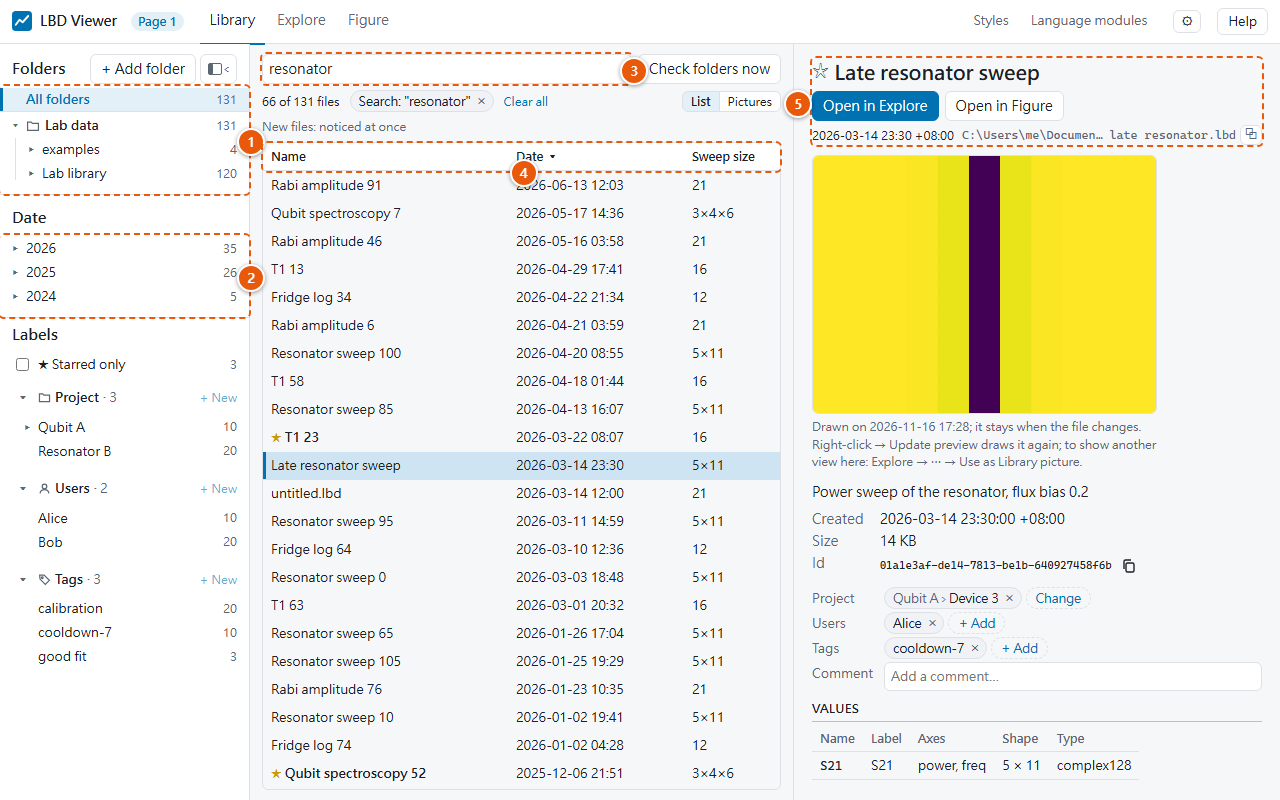 LBD Viewer Page 1 Library Explore Figure Styles Language modules Help
Folders + Add folder
All folders 131
Lab data 131
examples 4
Lab library 120
1
Date
2026 35
2025 26
2024 5
2
Labels
★ Starred only 3
Project · 3 + New
Qubit A 10
Resonator B 20
Users · 2 + New
Alice 10
Bob 20
Tags · 3 + New
calibration 20
cooldown-7 10
good fit 3
resonator 3 Check folders now
66 of 131 files Search: "resonator" × Clear all List Pictures
New files: noticed at once
Name Date Sweep size
4
Rabi amplitude 91 2026-06-13 12:03 21
Qubit spectroscopy 7 2026-05-17 14:36 3×4×6
Rabi amplitude 46 2026-05-16 03:58 21
T1 13 2026-04-29 17:41 16
Fridge log 34 2026-04-22 21:34 12
Rabi amplitude 6 2026-04-21 03:59 21
Resonator sweep 100 2026-04-20 08:55 5×11
T1 58 2026-04-18 01:44 16
Resonator sweep 85 2026-04-13 16:07 5×11
★ T1 23 2026-03-22 08:07 16
Late resonator sweep 2026-03-14 23:30 5×11
untitled.lbd 2026-03-14 12:00 21
Resonator sweep 95 2026-03-11 14:59 5×11
Fridge log 64 2026-03-10 12:36 12
Resonator sweep 0 2026-03-03 18:48 5×11
T1 63 2026-03-01 20:32 16
Resonator sweep 65 2026-01-26 17:04 5×11
Resonator sweep 105 2026-01-25 19:29 5×11
Rabi amplitude 76 2026-01-23 10:35 21
Resonator sweep 10 2026-01-02 19:41 5×11
Fridge log 74 2026-01-02 04:28 12
★ Qubit spectroscopy 52 2025-12-06 21:51 3×4×6
☆ Late resonator sweep
5 Open in Explore Open in Figure
2026-03-14 23:30 +08:00 C:\Users\me\Documen… late resonator.lbd
Drawn on 2026-11-16 17:28; it stays when the file changes.
Right-click → Update preview draws it again; to show another
view here: Explore → ··· → Use as Library picture.
Power sweep of the resonator, flux bias 0.2
Created 2026-03-14 23:30:00 +08:00
Size 14 KB
Id 01a1e3af-de14-7813-be1b-640927458f6b
Project Qubit A › Device 3 × Change
Users Alice × + Add
Tags cooldown-7 × + Add
Comment Add a comment…
VALUES
Name Label Axes Shape Type
S21 S21 power, freq 5 × 11 complex128